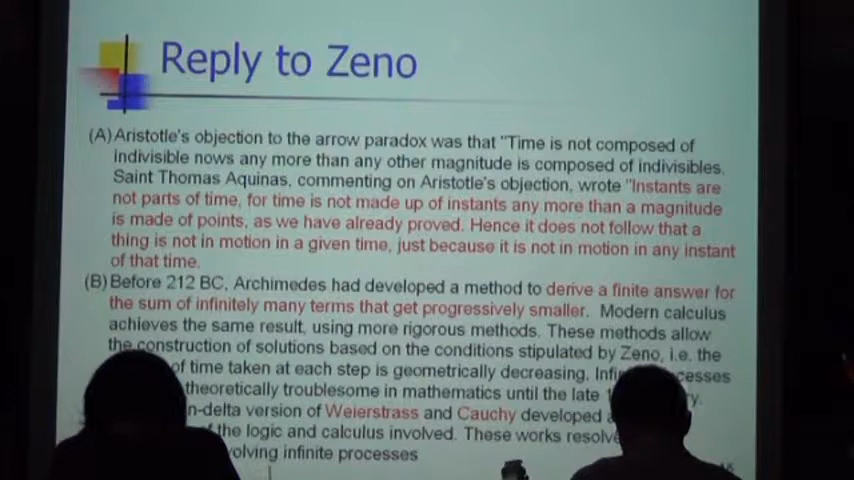 Reply to Zeno
(A) Aristotle's objection to the arrow paradox was that "Time is not composed of
indivisible nows any more than any other magnitude is composed of indivisibles.
Saint Thomas Aquinas, commenting on Aristotle's objection, wrote "Instants are
not parts of time, for time is not made up of instants any more than a magnitude
is made of points, as we have already proved. Hence it does not follow that a
thing is not in motion in a given time, just because it is not in motion in any instant
of that time.
(B) Before 212 BC, Archimedes had developed a method to derive a finite answer for
the sum of infinitely many terms that get progressively smaller. Modern calculus
achieves the same result, using more rigorous methods. These methods allow
the construction of solutions based on the conditions stipulated by Zeno, i.e. the
of time taken at each step is geometrically decreasing.
theoretically troublesome in mathematics until the late
n-delta version of Weierstrass and Cauchy developed
the logic and calculus involved. These works
volving infinite processes